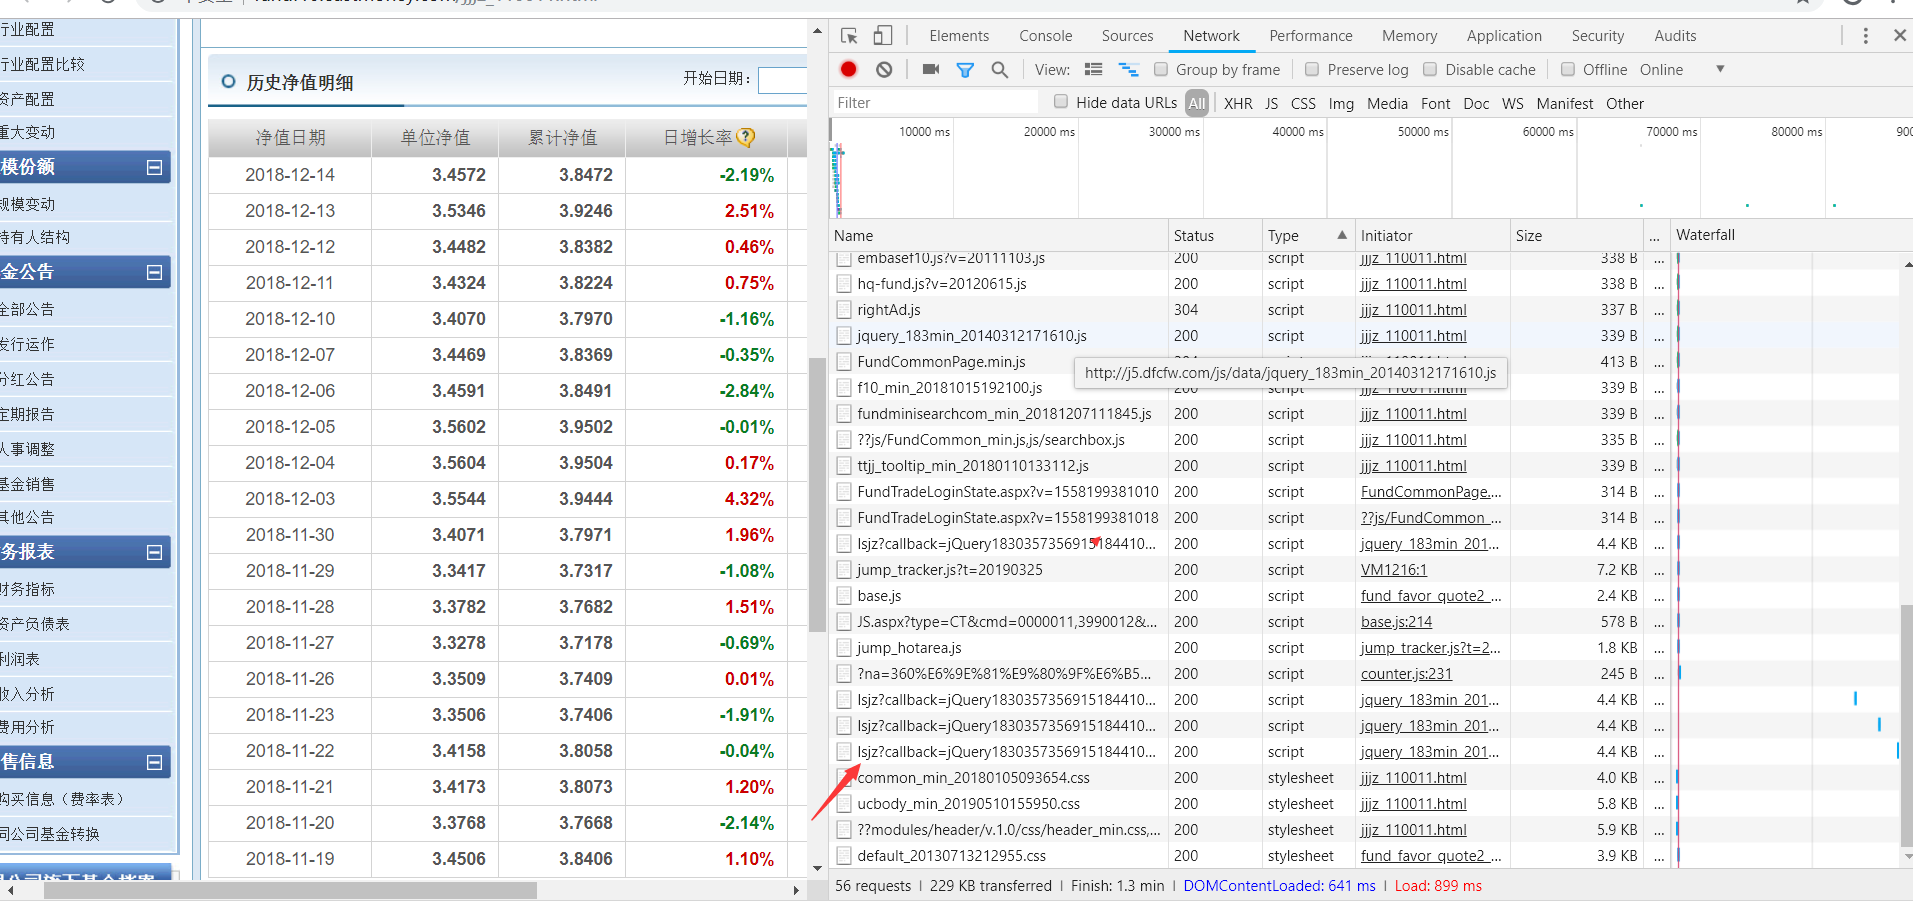 行业配置
行业配置比较
资产配置
重大变动
模份额
规模变动
持有人结构
金公告
全部公告
发行运作
分红公告
定期报告
人事调整
基金销售
其他公告
务报表
财务指标
资产负债表
利润表
收入分析
费用分析
售信息
购买信息（费率表）
同公司基金转换
历史净值明细 开始日期：
净值日期 单位净值 累计净值 日增长率
2018-12-14 3.4572 3.8472 -2.19%
2018-12-13 3.5346 3.9246 2.51%
2018-12-12 3.4482 3.8382 0.46%
2018-12-11 3.4324 3.8224 0.75%
2018-12-10 3.4070 3.7970 -1.16%
2018-12-07 3.4469 3.8369 -0.35%
2018-12-06 3.4591 3.8491 -2.84%
2018-12-05 3.5602 3.9502 -0.01%
2018-12-04 3.5604 3.9504 0.17%
2018-12-03 3.5544 3.9444 4.32%
2018-11-30 3.4071 3.7971 1.96%
2018-11-29 3.3417 3.7317 -1.08%
2018-11-28 3.3782 3.7682 1.51%
2018-11-27 3.3278 3.7178 -0.69%
2018-11-26 3.3509 3.7409 0.01%
2018-11-23 3.3506 3.7406 -1.91%
2018-11-22 3.4158 3.8058 -0.04%
2018-11-21 3.4173 3.8073 1.20%
2018-11-20 3.3768 3.7668 -2.14%
2018-11-19 3.4506 3.8406 1.10%
Elements Console Sources Network Performance Memory Application Security Audits
View: Group by frame Preserve log Disable cache Offline Online
Filter Hide data URLs All XHR JS CSS Img Media Font Doc WS Manifest Other
10000 ms 20000 ms 30000 ms 40000 ms 50000 ms 60000 ms 70000 ms 80000 ms 900
Name Status Type Initiator Size ... Waterfall
embasef10.js?v=20111103.js 200 script jjjz_110011.html 338 B ...
hq-fund.js?v=20120615.js 200 script jjjz_110011.html 338 B ...
rightAd.js 304 script jjjz_110011.html 337 B ...
jquery_183min_20140312171610.js 200 script jjjz_110011.html 339 B ...
FundCommonPage.min.js 413 B ...
http://j5.dfcfw.com/js/data/jquery_183min_20140312171610.js
f10_min_20181015192100.js 200 script jjjz_110011.html 339 B ...
fundminisearchcom_min_20181207111845.js 200 script jjjz_110011.html 339 B ...
??js/FundCommon_min.js,js/searchbox.js 200 script jjjz_110011.html 335 B ...
ttjj_tooltip_min_20180110133112.js 200 script jjjz_110011.html 339 B ...
FundTradeLoginState.aspx?v=1558199381010 200 script FundCommonPage.... 314 B ...
FundTradeLoginState.aspx?v=1558199381018 200 script ??js/FundCommon_... 314 B ...
lsjz?callback=jQuery1830357356915184410... 200 script jquery_183min_201... 4.4 KB ...
jump_tracker.js?t=20190325 200 script VM1216:1 7.2 KB ...
base.js 200 script fund_favor_quote2_... 2.4 KB ...
JS.aspx?type=CT&cmd=0000011,3990012&... 200 script base.js:214 578 B ...
jump_hotarea.js 200 script jump_tracker.js?t=2... 1.8 KB ...
?na=360%E6%9E%81%E9%80%9F%E6%B5... 200 script counter.js:231 245 B ...
lsjz?callback=jQuery1830357356915184410... 200 script jquery_183min_201... 4.4 KB ...
lsjz?callback=jQuery1830357356915184410... 200 script jquery_183min_201... 4.4 KB ...
lsjz?callback=jQuery1830357356915184410... 200 script jquery_183min_201... 4.4 KB ...
common_min_20180105093654.css 200 stylesheet jjjz_110011.html 4.0 KB ...
ucbody_min_20190510155950.css 200 stylesheet jjjz_110011.html 5.8 KB ...
??modules/header/v.1.0/css/header_min.css,... 200 stylesheet jjjz_110011.html 5.9 KB ...
default_20130713212955.css 200 stylesheet fund_favor_quote2_... 3.9 KB ...
56 requests | 229 KB transferred | Finish: 1.3 min | DOMContentLoaded: 641 ms | Load: 899 ms